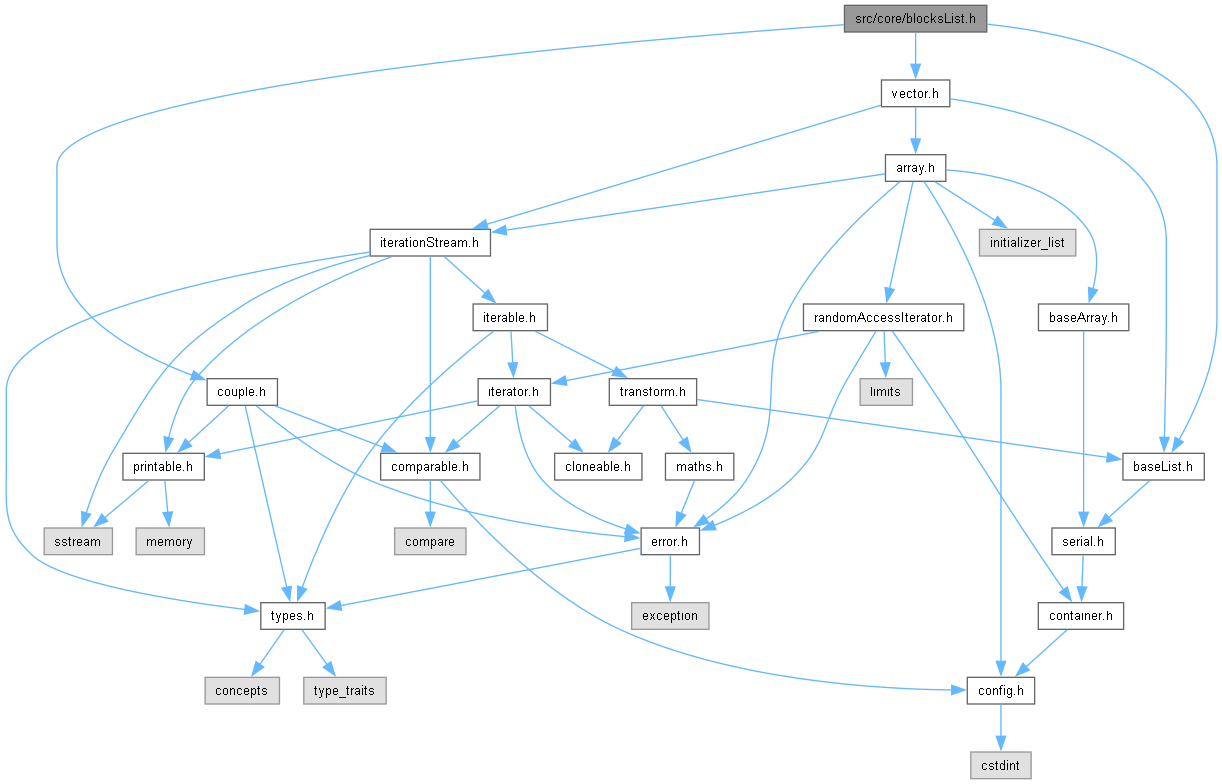 src/core/blocksList.h
vector.h
array.h
iterationStream.h
initializer_list
iterable.h
randomAccessIterator.h
baseArray.h
couple.h
iterator.h
transform.h
limits
printable.h
comparable.h
cloneable.h
maths.h
baseList.h
sstream
memory
compare
error.h
serial.h
types.h
exception
container.h
concepts
type_traits
config.h
cstdint